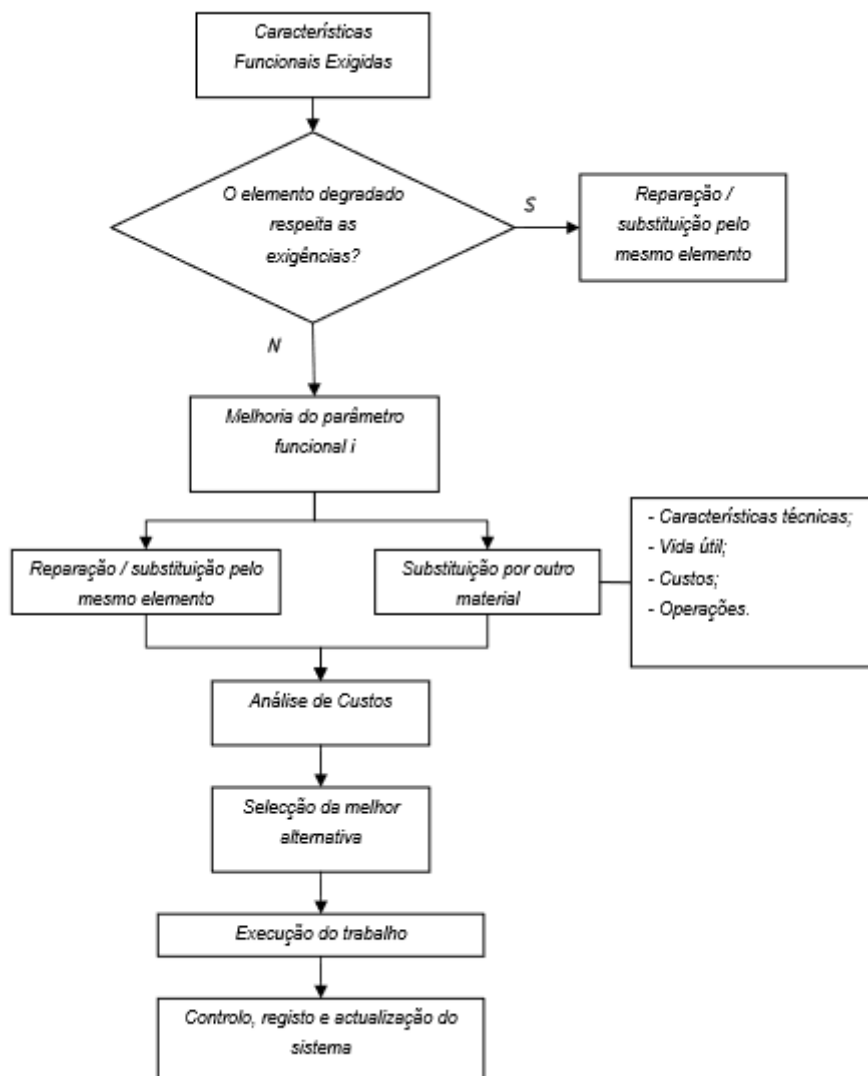 Características
Funcionais Exigidas
O elemento degradado
respeita as
exigências?
S
Reparação /
substituição pelo
mesmo elemento
N
Melhoria do parâmetro
funcional i
Reparação / substituição pelo
mesmo elemento
Substituição por outro
material
- Características técnicas;
- Vida útil;
- Custos;
- Operações.
Análise de Custos
Selecção da melhor
alternativa
Execução do trabalho
Controlo, registo e actualização do
sistema